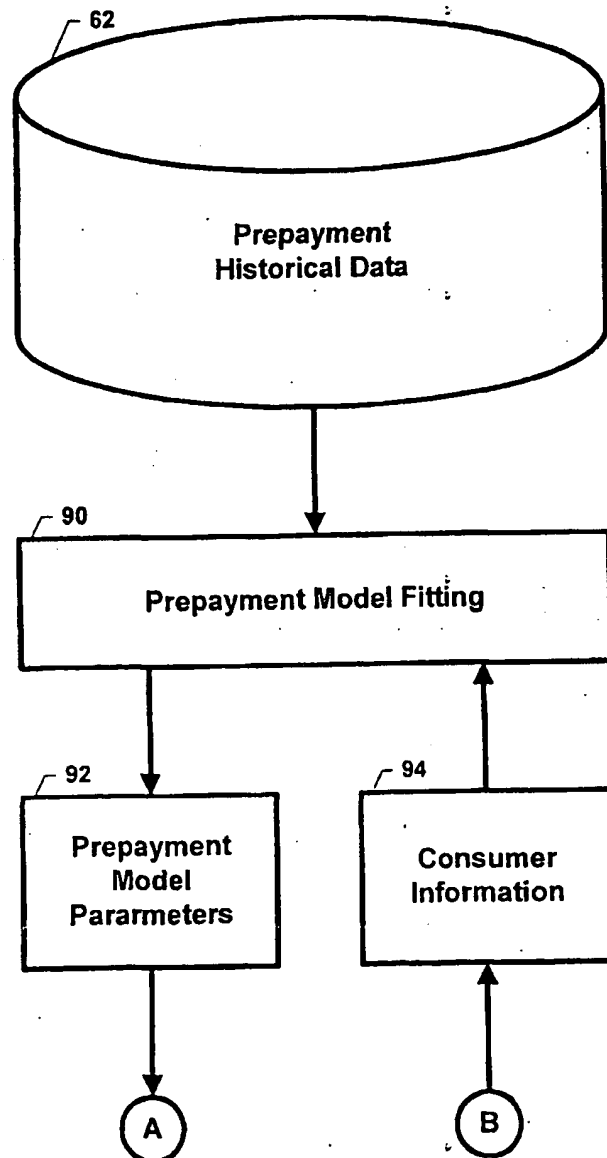 62
Prepayment
Historical Data
90
Prepayment Model Fitting
92
Prepayment
Model
Pararmeters
94
Consumer
Information
A
B